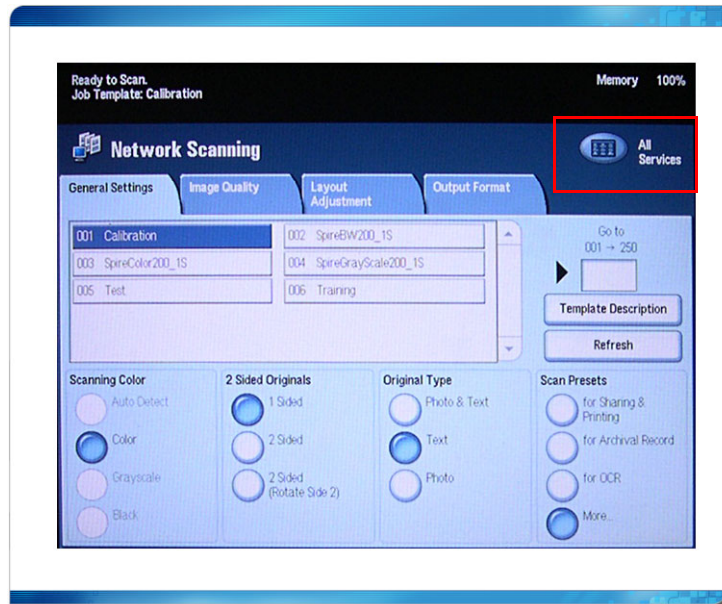 Ready to Scan.
Job Template: Calibration
Memory 100%
Network Scanning
All
Services
General Settings
Image Quality
Layout
Adjustment
Output Format
001 Calibration
002 SpireBW200_1S
003 SpireColor200_1S
004 SpireGrayScale200_1S
005 Test
006 Training
Go to
001 → 250
Template Description
Refresh
Scanning Color
Auto Detect
Color
Grayscale
Black
2 Sided Originals
1 Sided
2 Sided
2 Sided
(Rotate Side 2)
Original Type
Photo & Text
Text
Photo
Scan Presets
for Sharing &
Printing
for Archival Record
for OCR
More...